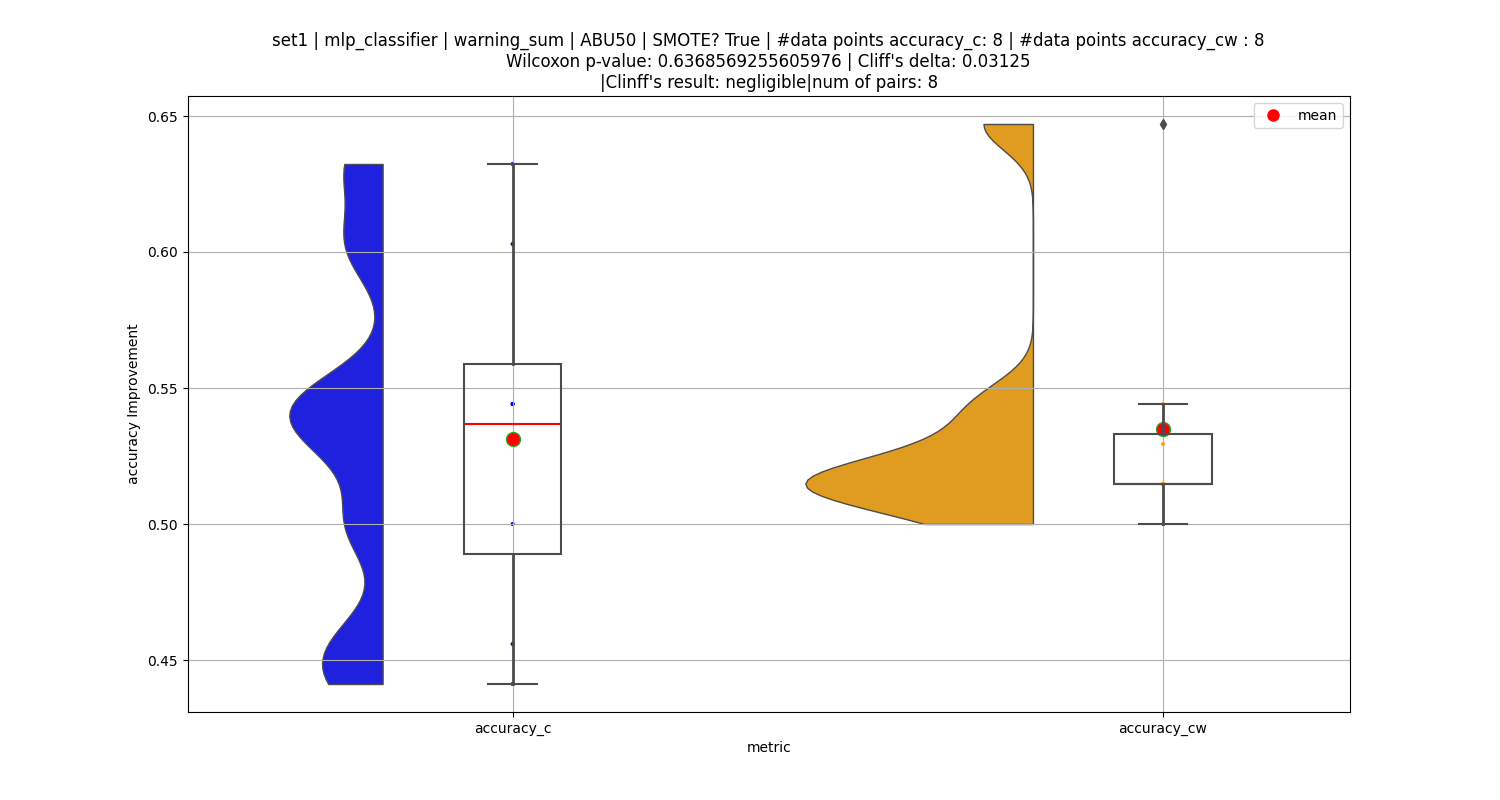 set1 | mlp_classifier | warning_sum | ABU50 | SMOTE? True | #data points accuracy_c: 8 | #data points accuracy_cw : 8
Wilcoxon p-value: 0.6368569255605976 | Cliff's delta: 0.03125
|Clinff's result: negligible|num of pairs: 8
mean
0.65
0.60
0.55
0.50
0.45
accuracy Improvement
accuracy_c
accuracy_cw
metric